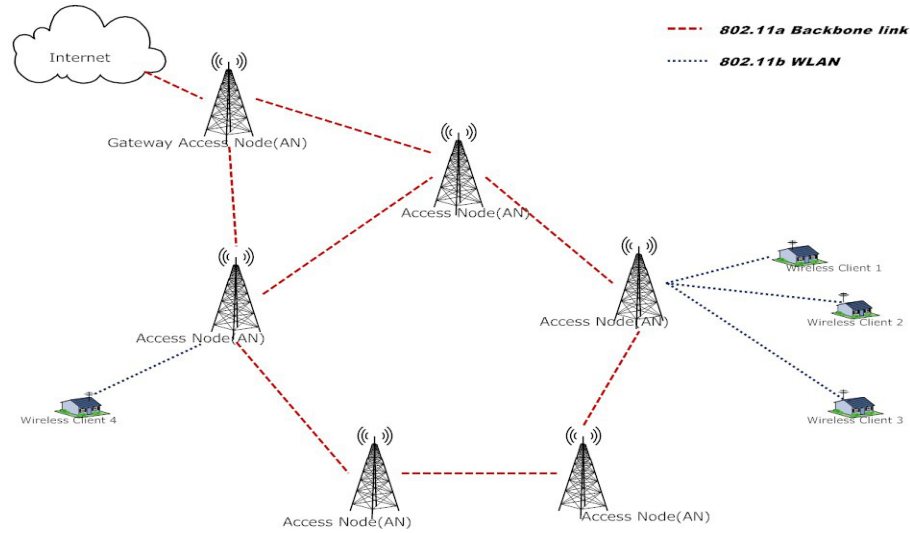 802.11a Backbone link
Internet
802.11b WLAN
Gateway Access Node(AN)
Access Node(AN)
Wireless Client 1
Access Node(AN)
Wireless Client 2
Access Node(AN)
Wireless Client 4
Wireless Client 3
Access Node(AN)
Access Node(AN)